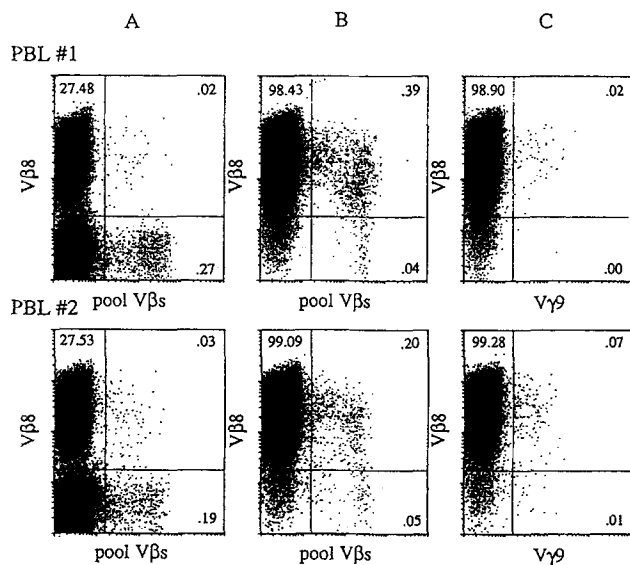 A B C
PBL #1
27.48 .02 98.43 .39 98.90 .02
Vβ8 Vβ8 Vβ8
.27 .04 .00
pool Vβs pool Vβs Vγ9
PBL #2
27.53 .03 99.09 .20 99.28 .07
Vβ8 Vβ8 Vβ8
.19 .05 .01
pool Vβs pool Vβs Vγ9